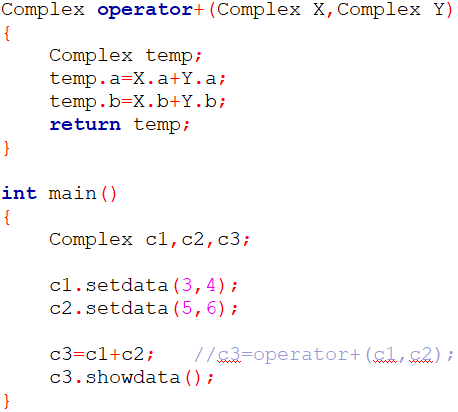 Complex operator+(Complex X,Complex Y)
{
    Complex temp;
    temp.a=X.a+Y.a;
    temp.b=X.b+Y.b;
    return temp;
}
int main()
{
    Complex c1,c2,c3;
    c1.setdata(3,4);
    c2.setdata(5,6);
    c3=c1+c2;   //c3=operator+(c1,c2);
    c3.showdata();
}